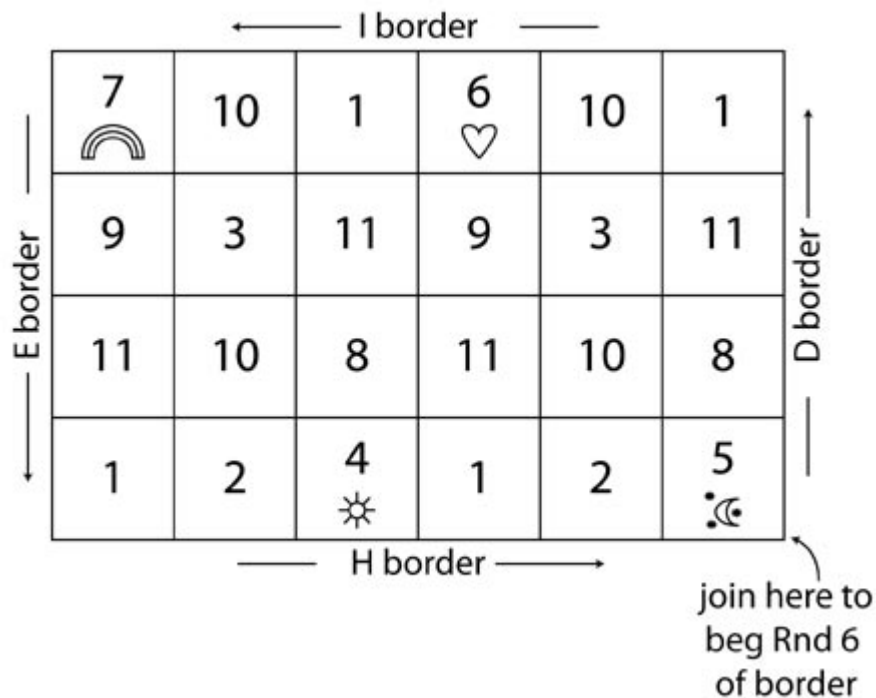 I border
7 10 1 6 10 1
9 3 11 9 3 11
11 10 8 11 10 8
1 2 4 1 2 5
E border
D border
H border
join here to
beg Rnd 6
of border